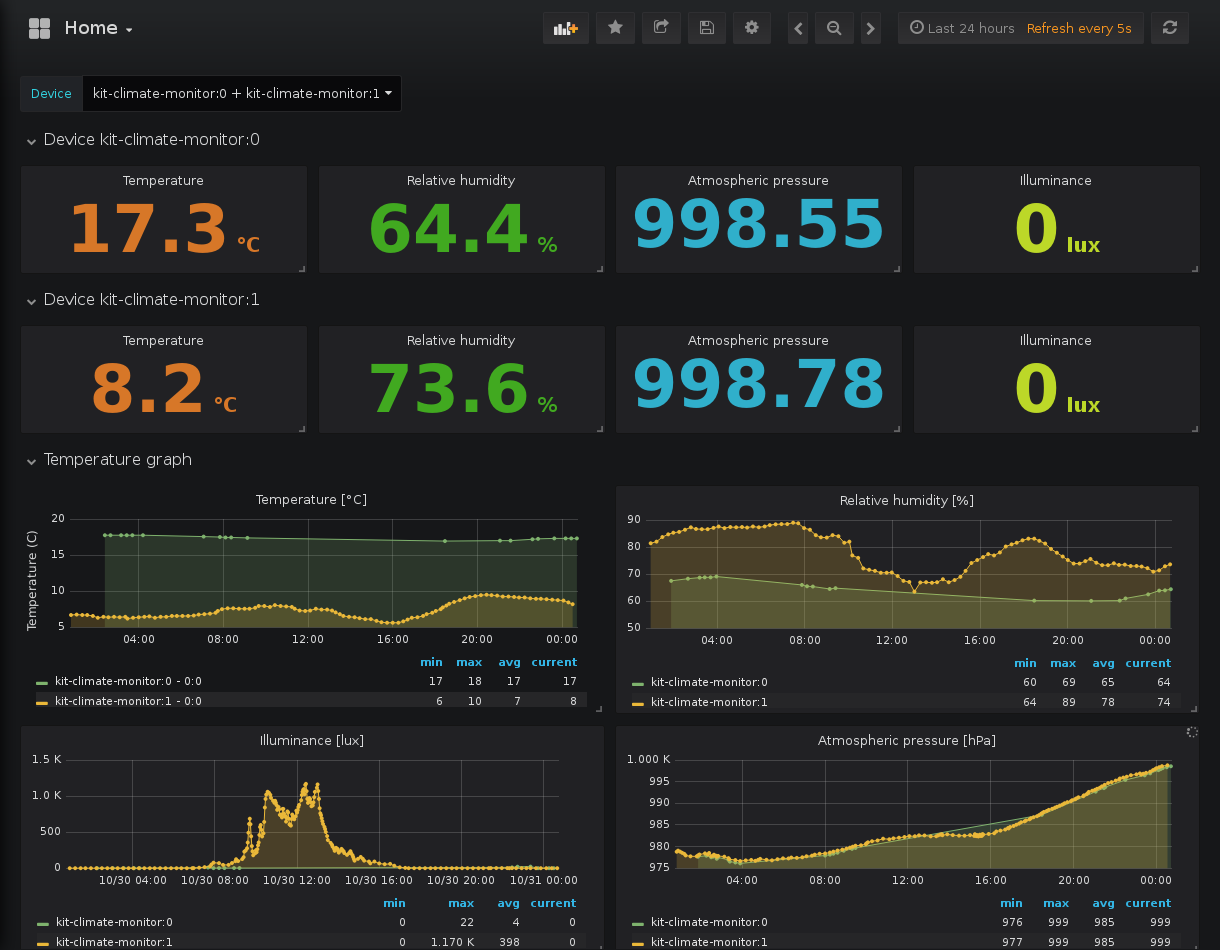 Home
Last 24 hours Refresh every 5s
Device kit-climate-monitor:0 + kit-climate-monitor:1
Device kit-climate-monitor:0
Temperature Relative humidity Atmospheric pressure Illuminance
17.3 °C 64.4 % 998.55 0 lux
Device kit-climate-monitor:1
Temperature Relative humidity Atmospheric pressure Illuminance
8.2 °C 73.6 % 998.78 0 lux
Temperature graph
Temperature [°C]
Temperature (C)
20
15
10
5
04:00 08:00 12:00 16:00 20:00 00:00
min max avg current
kit-climate-monitor:0 - 0:0 17 18 17 17
kit-climate-monitor:1 - 0:0 6 10 7 8
Relative humidity [%]
90
80
70
60
50
04:00 08:00 12:00 16:00 20:00 00:00
min max avg current
kit-climate-monitor:0 60 69 65 64
kit-climate-monitor:1 64 89 78 74
Illuminance [lux]
1.5 K
1.0 K
500
0
10/30 04:00 10/30 08:00 10/30 12:00 10/30 16:00 10/30 20:00 10/31 00:00
min max avg current
kit-climate-monitor:0 0 22 4 0
kit-climate-monitor:1 0 1.170 K 398 0
Atmospheric pressure [hPa]
1.000 K
995
990
985
980
975
04:00 08:00 12:00 16:00 20:00 00:00
min max avg current
kit-climate-monitor:0 976 999 985 999
kit-climate-monitor:1 977 999 985 999